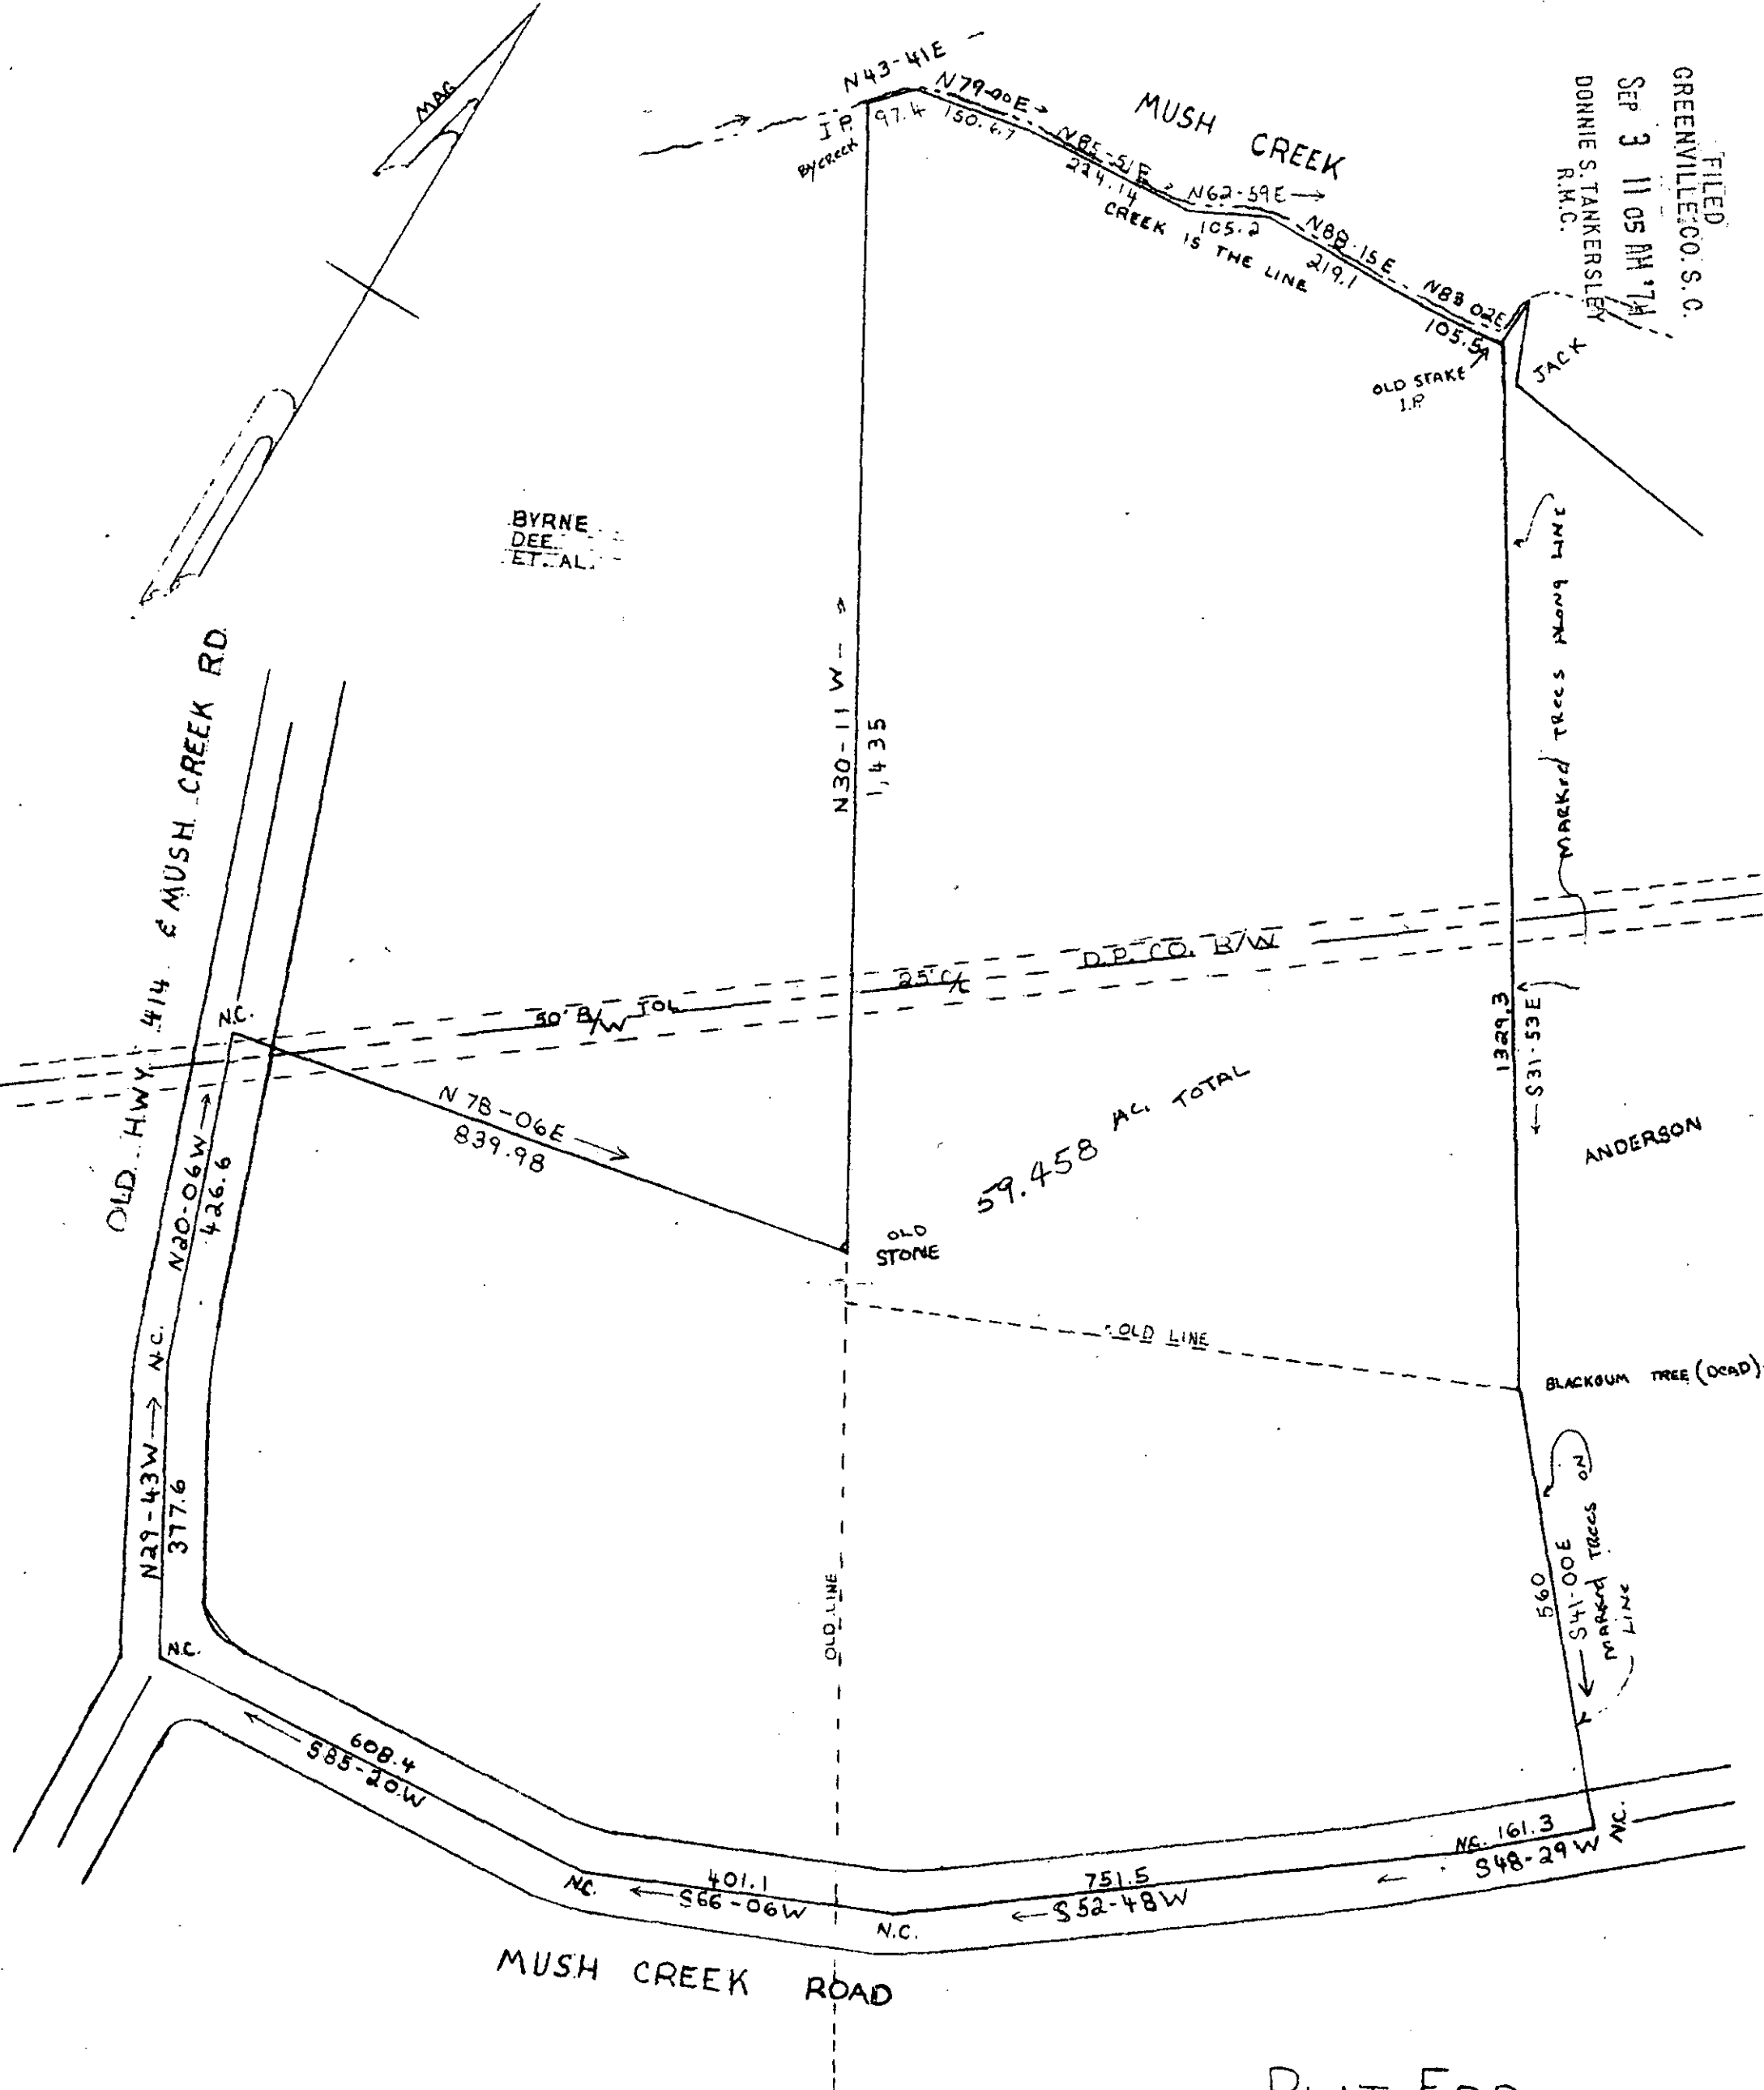 MAG
FILED
GREENVILLE CO. S. C.
SEP 3 11 05 AM '74
DONNIE S. TANKERSLEY
R.M.C.
N43-41E
97.4
I.P.
BY CREEK
N79-00E
150.67
MUSH CREEK
N85-51E
224.14
N62-59E
105.2
CREEK IS THE LINE
N88-15E
219.1
N83 02E
105.5
OLD STAKE
I.P.
JACK
BYRNE
DEE
ET. AL.
MARKED TREES ALONG LINE
N30-11 W
1,435
OLD HWY 414 & MUSH CREEK RD.
D.P. CO. R/W
25' C/L
50' R/W TOL
N.C.
N 78-06E
839.98
1329.3
S31-53E
59.458 AC. TOTAL
ANDERSON
N20-06W
426.6
OLD
STONE
OLD LINE
BLACKGUM TREE (DEAD)
N.C.
N29-43W
377.6
560
S41-00E
MARKED TREES ON
LINE
OLD LINE
N.C.
608.4
S85-20W
N.C.
401.1
S66-06W
N.C.
751.5
S52-48W
N.C.
161.3
S48-29W
N.C.
MUSH CREEK ROAD
PLAT FOR